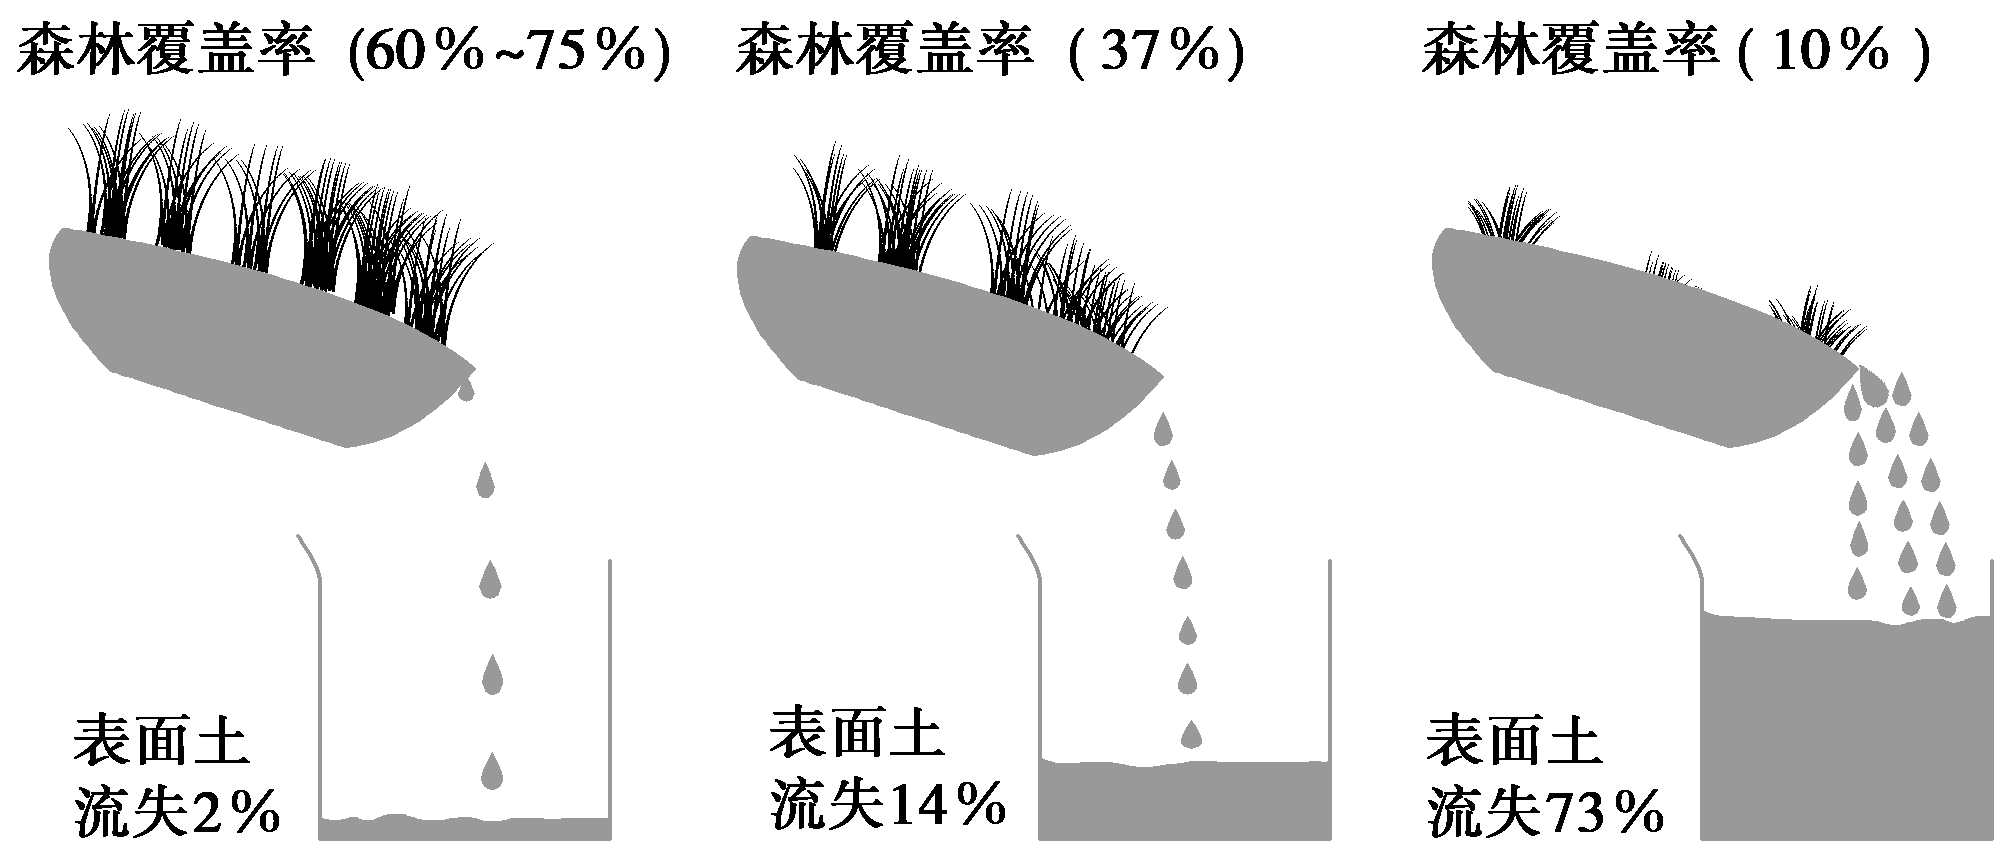 森林覆盖率 (60%~75%)
森林覆盖率 ( 37%)
森林覆盖率 ( 10% )
表面土
流失2%
表面土
流失14%
表面土
流失73%